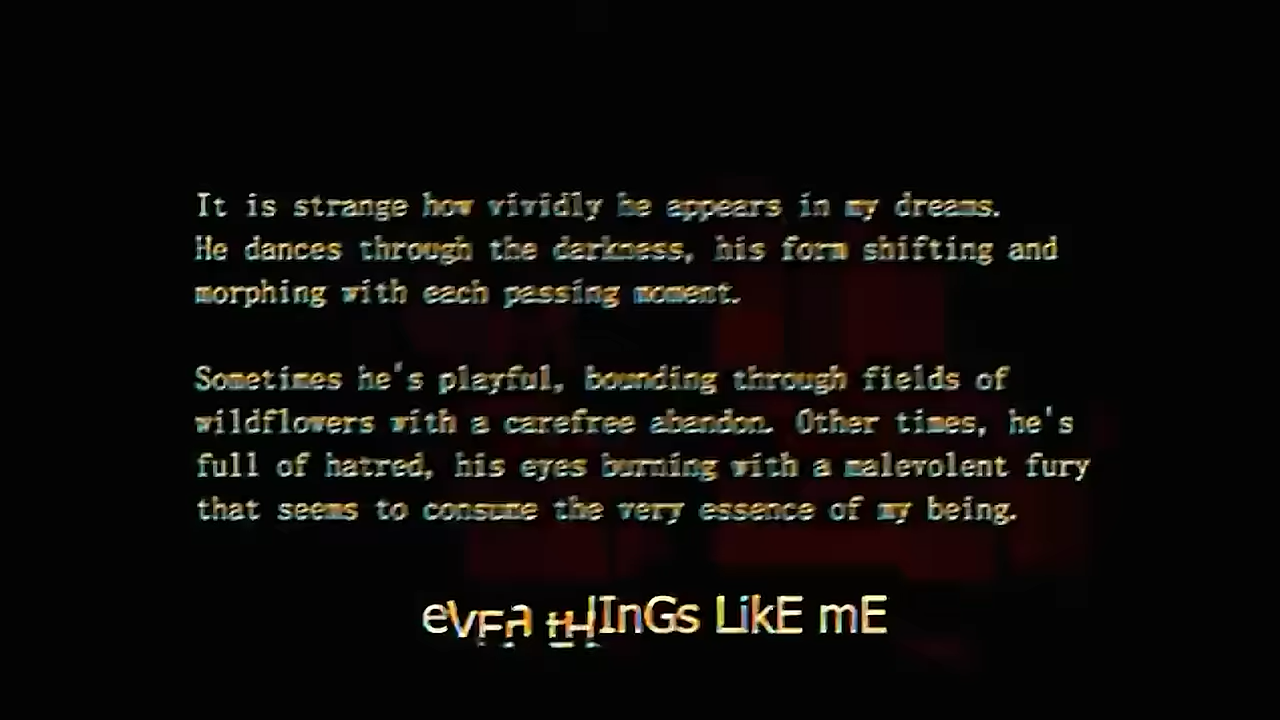 It is strange how vividly he appears in my dreams.
He dances through the darkness, his form shifting and
morphing with each passing moment.
Sometimes he's playful, bounding through fields of
wildflowers with a carefree abandon. Other times, he's
full of hatred, his eyes burning with a malevolent fury
that seems to consume the very essence of my being.
eVEn tHInGs LikE mE